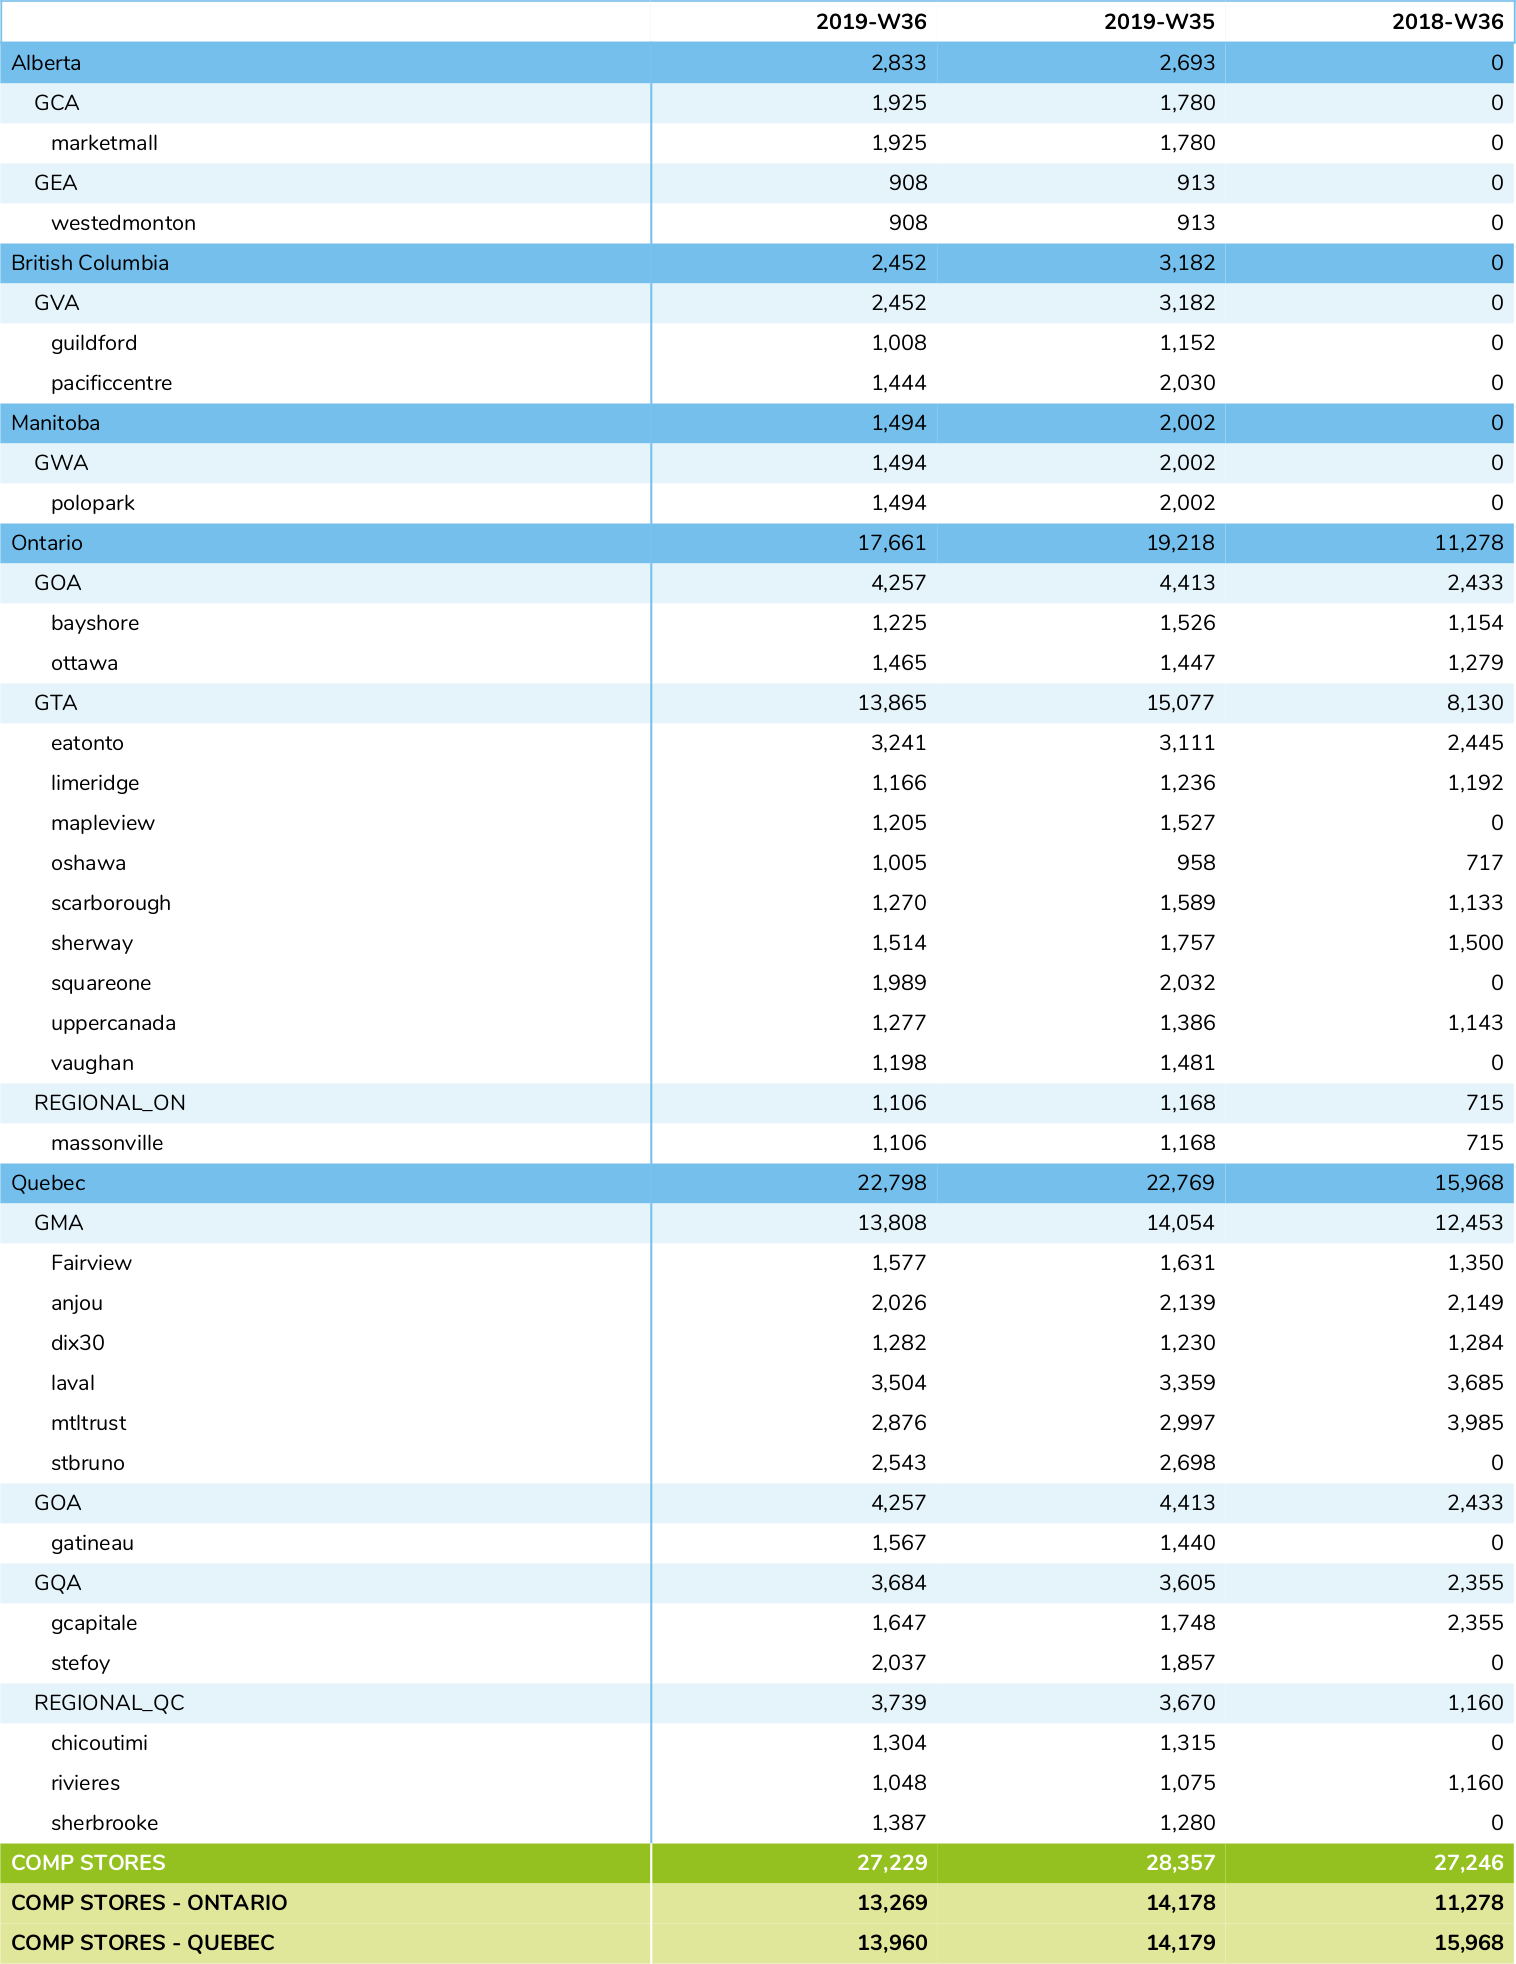 2019-W36 2019-W35 2018-W36
Alberta 2,833 2,693 0
GCA 1,925 1,780 0
marketmall 1,925 1,780 0
GEA 908 913 0
westedmonton 908 913 0
British Columbia 2,452 3,182 0
GVA 2,452 3,182 0
guildford 1,008 1,152 0
pacificcentre 1,444 2,030 0
Manitoba 1,494 2,002 0
GWA 1,494 2,002 0
polopark 1,494 2,002 0
Ontario 17,661 19,218 11,278
GOA 4,257 4,413 2,433
bayshore 1,225 1,526 1,154
ottawa 1,465 1,447 1,279
GTA 13,865 15,077 8,130
eatonto 3,241 3,111 2,445
limeridge 1,166 1,236 1,192
mapleview 1,205 1,527 0
oshawa 1,005 958 717
scarborough 1,270 1,589 1,133
sherway 1,514 1,757 1,500
squareone 1,989 2,032 0
uppercanada 1,277 1,386 1,143
vaughan 1,198 1,481 0
REGIONAL_ON 1,106 1,168 715
massonville 1,106 1,168 715
Quebec 22,798 22,769 15,968
GMA 13,808 14,054 12,453
Fairview 1,577 1,631 1,350
anjou 2,026 2,139 2,149
dix30 1,282 1,230 1,284
laval 3,504 3,359 3,685
mtltrust 2,876 2,997 3,985
stbruno 2,543 2,698 0
GOA 4,257 4,413 2,433
gatineau 1,567 1,440 0
GQA 3,684 3,605 2,355
gcapitale 1,647 1,748 2,355
stefoy 2,037 1,857 0
REGIONAL_QC 3,739 3,670 1,160
chicoutimi 1,304 1,315 0
rivieres 1,048 1,075 1,160
sherbrooke 1,387 1,280 0
COMP STORES 27,229 28,357 27,246
COMP STORES - ONTARIO 13,269 14,178 11,278
COMP STORES - QUEBEC 13,960 14,179 15,968